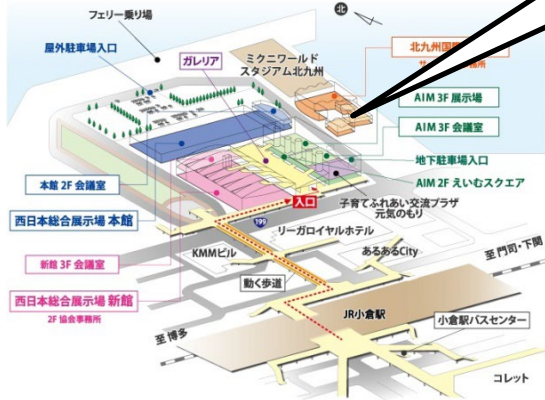 フェリー乗り場
北
屋外駐車場入口
ガレリア
ミクニワールド
スタジアム北九州
北九州国
AIM 3F 展示場
AIM 3F 会議室
地下駐車場入口
AIM 2F えいむスクエア
本館 2F 会議室
子育てふれあい交流プラザ
元気のもり
入口
西日本総合展示場 本館
199
リーガロイヤルホテル
KMMビル
あるあるCity
新館 3F 会議室
至門司・下関
動く歩道
西日本総合展示場 新館
2F 協会事務所
JR小倉駅
小倉駅バスセンター
至博多
コレット